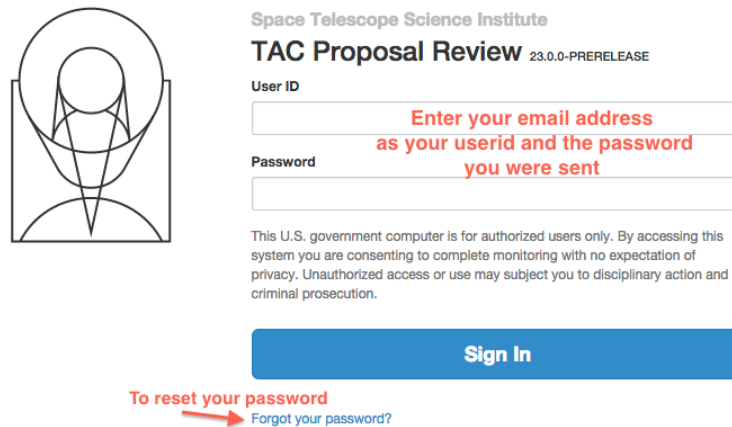 Space Telescope Science Institute
TAC Proposal Review 23.0.0-PRERELEASE
User ID
Enter your email address
as your userid and the password
you were sent
Password
This U.S. government computer is for authorized users only. By accessing this
system you are consenting to complete monitoring with no expectation of
privacy. Unauthorized access or use may subject you to disciplinary action and
criminal prosecution.
Sign In
To reset your password
Forgot your password?